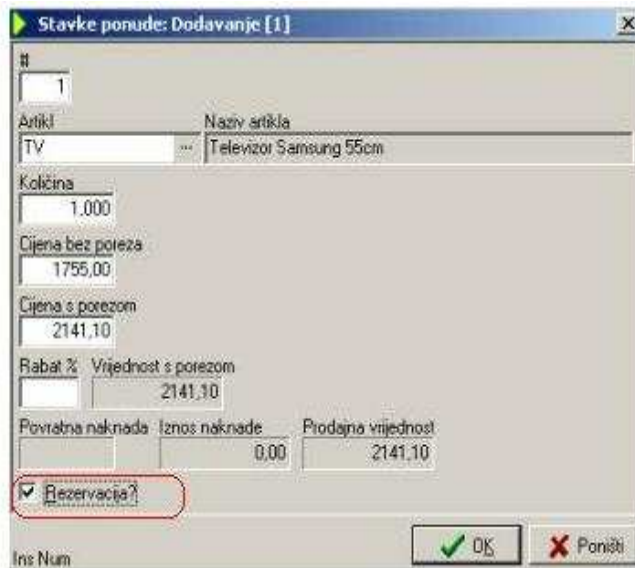 Stavke ponude: Dodavanje [1]
#
1
Artikl Naziv artikla
TV ... Televizor Samsung 55cm
Količina
1,000
Cijena bez poreza
1755,00
Cijena s porezom
2141,10
Rabat % Vrijednost s porezom
2141,10
Povratna naknada Iznos naknade Prodajna vrijednost
0,00 2141,10
Rezervacija?
OK Poništi
Ins Num